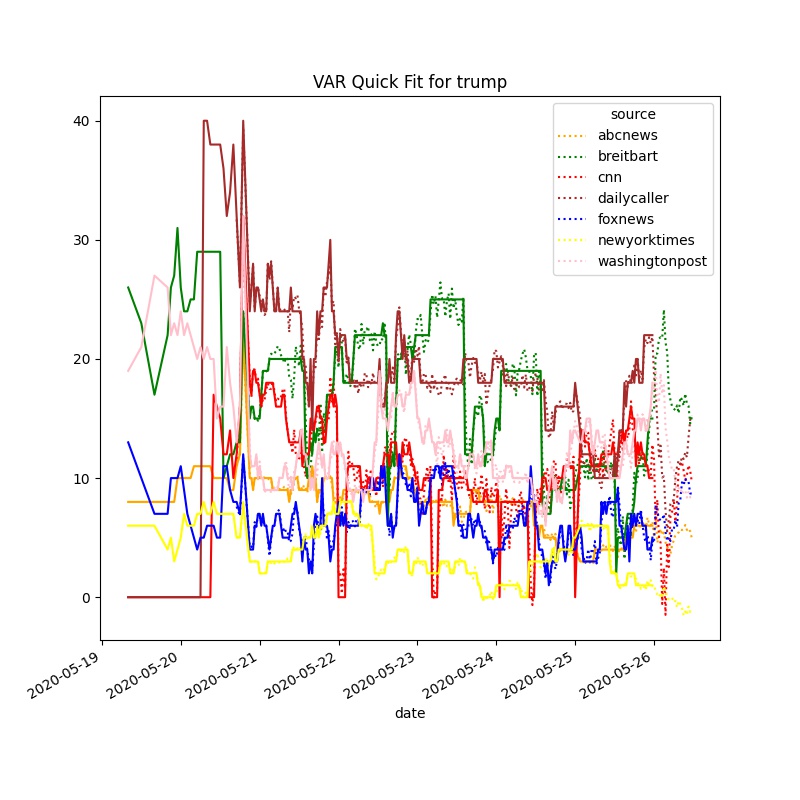 VAR Quick Fit for trump
source
abcnews
breitbart
cnn
dailycaller
foxnews
newyorktimes
washingtonpost
40
30
20
10
0
2020-05-19
2020-05-20
2020-05-21
2020-05-22
2020-05-23
2020-05-24
2020-05-25
2020-05-26
date